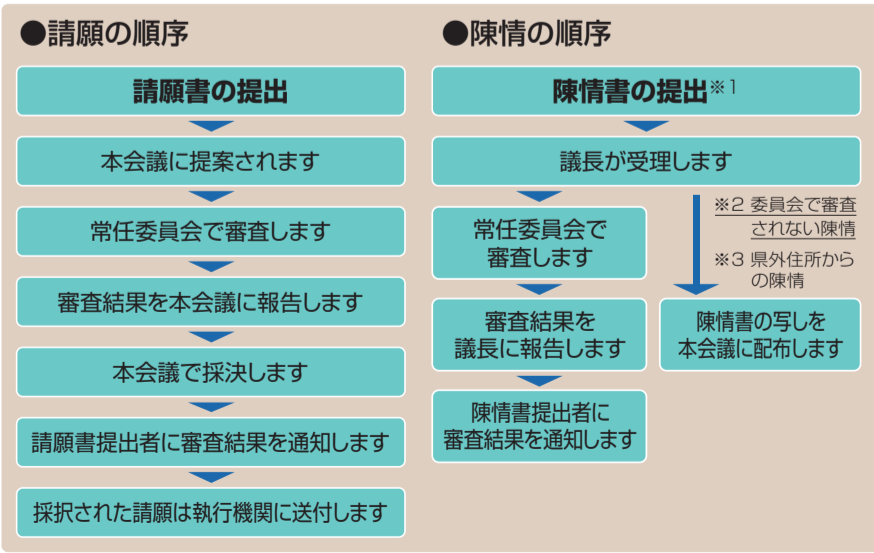 ●請願の順序
請願書の提出
本会議に提案されます
常任委員会で審査します
審査結果を本会議に報告します
本会議で採決します
請願書提出者に審査結果を通知します
採択された請願は執行機関に送付します
●陳情の順序
陳情書の提出※1
議長が受理します
常任委員会で
審査します
審査結果を
議長に報告します
陳情書提出者に
審査結果を通知します
※2 委員会で審査
されない陳情
※3 県外住所から
の陳情
陳情書の写しを
本会議に配布します